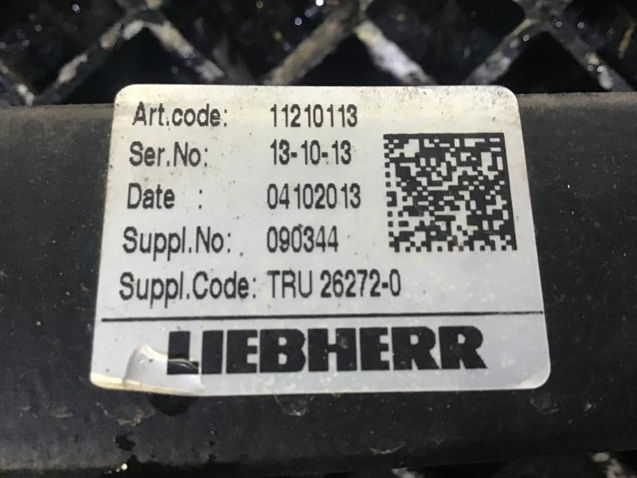 Art.code: 11210113
Ser.No: 13-10-13
Date : 04102013
Suppl.No: 090344
Suppl.Code: TRU 26272-0
LIEBHERR